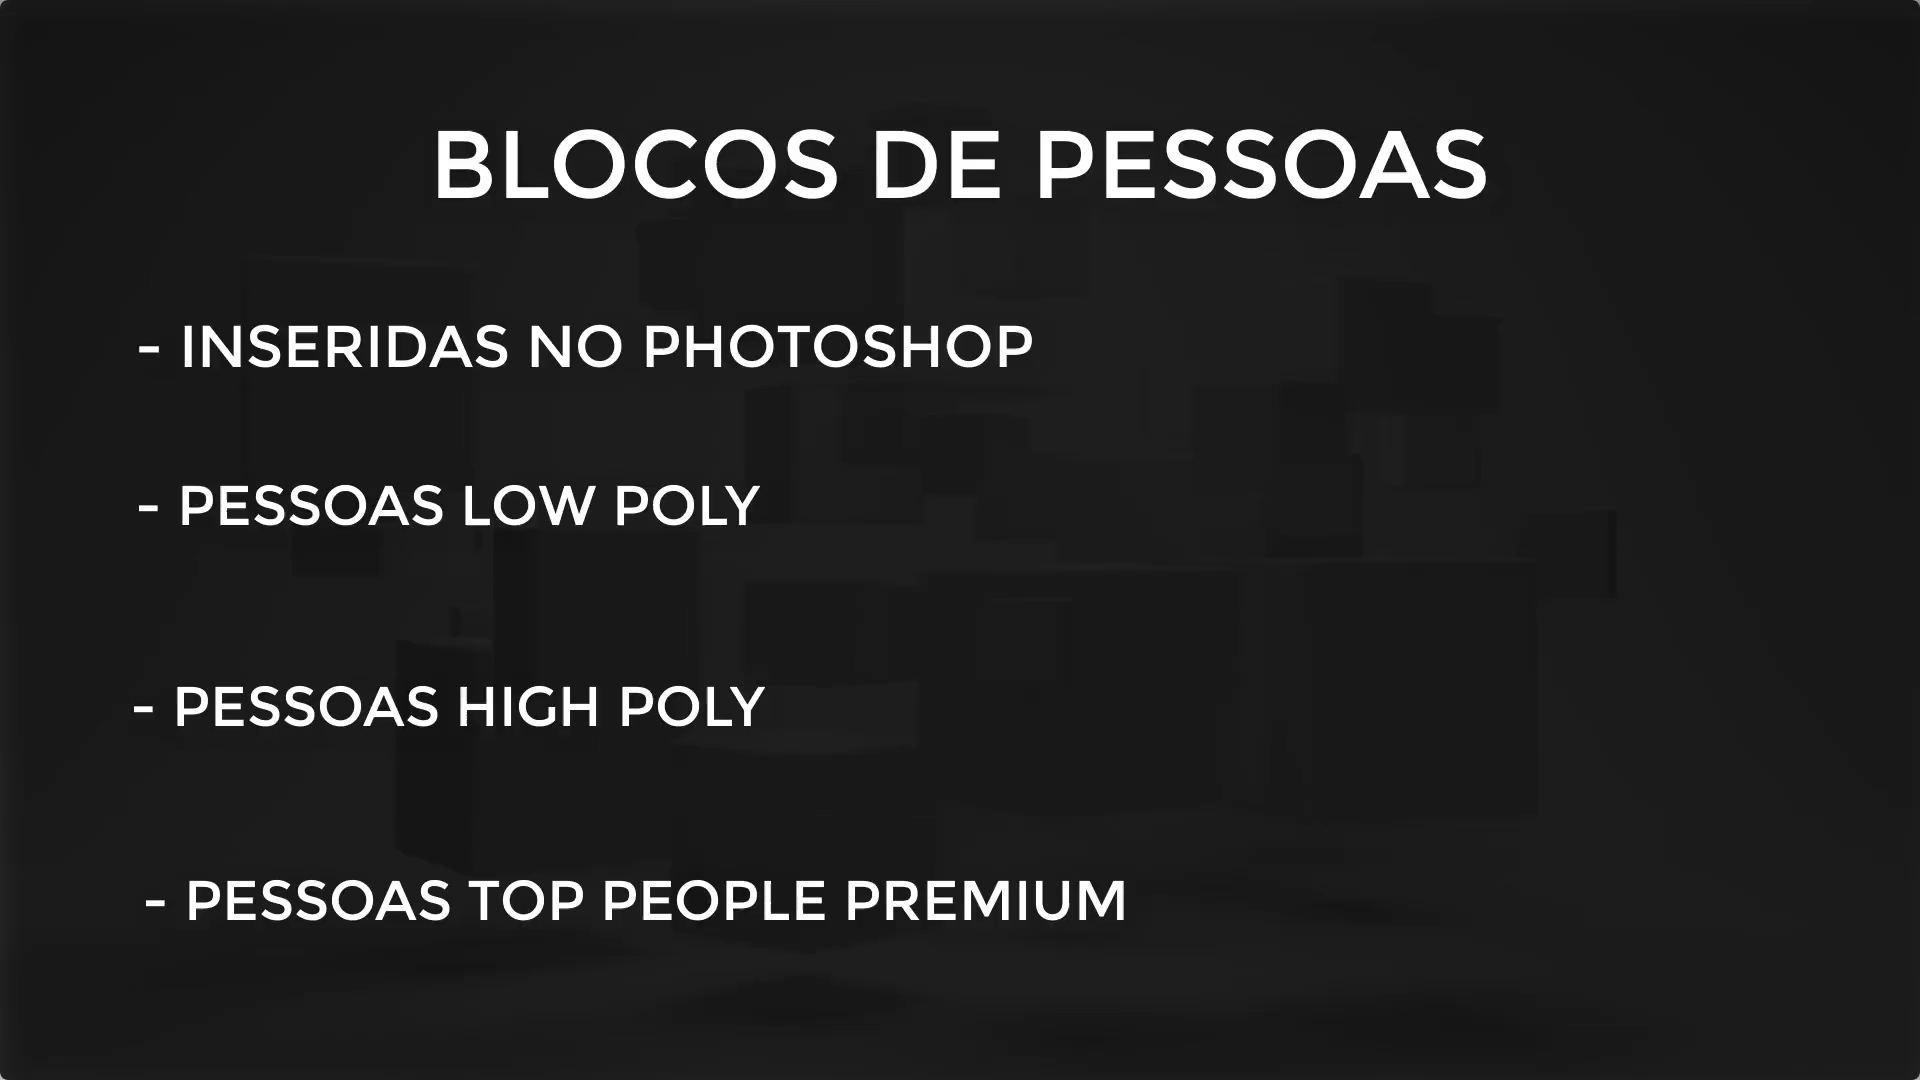 BLOCOS DE PESSOAS
- INSERIDAS NO PHOTOSHOP
- PESSOAS LOW POLY
- PESSOAS HIGH POLY
- PESSOAS TOP PEOPLE PREMIUM